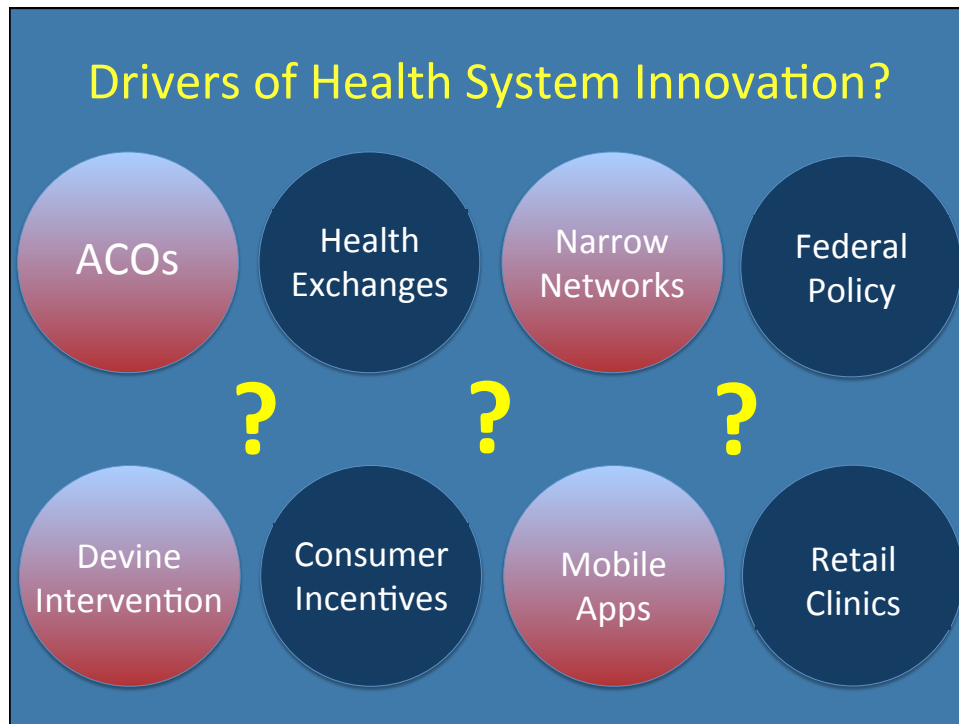 Drivers of Health System Innovation?
ACOs
Health
Exchanges
Narrow
Networks
Federal
Policy
? ? ?
Devine
Intervention
Consumer
Incentives
Mobile
Apps
Retail
Clinics